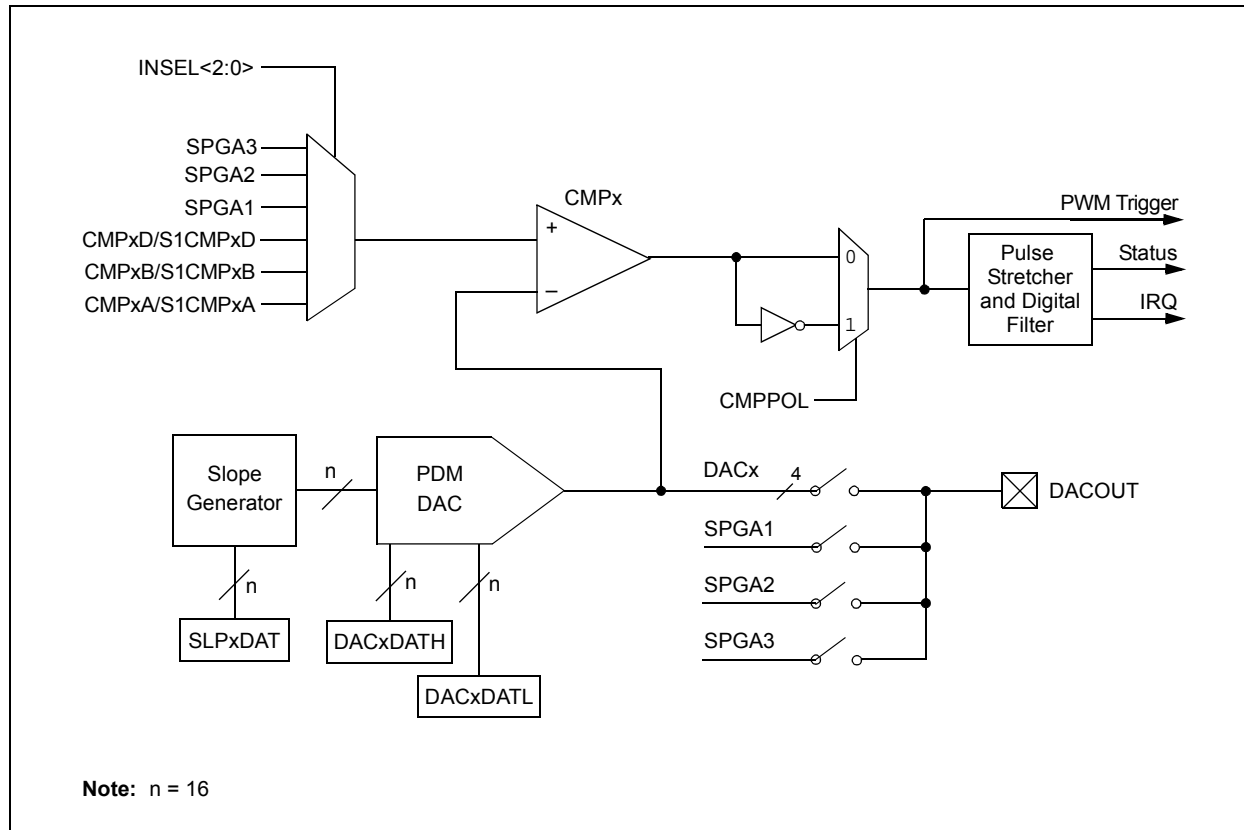 INSEL<2:0>
SPGA3
SPGA2
SPGA1
CMPxD/S1CMPxD
CMPxB/S1CMPxB
CMPxA/S1CMPxA
CMPx
+
–
0
1
CMPPOL
PWM Trigger
Pulse
Stretcher
and Digital
Filter
Status
IRQ
Slope
Generator
n
PDM
DAC
n
n
n
SLPxDAT
DACxDATH
DACxDATL
DACx
4
SPGA1
SPGA2
SPGA3
DACOUT
Note: n = 16